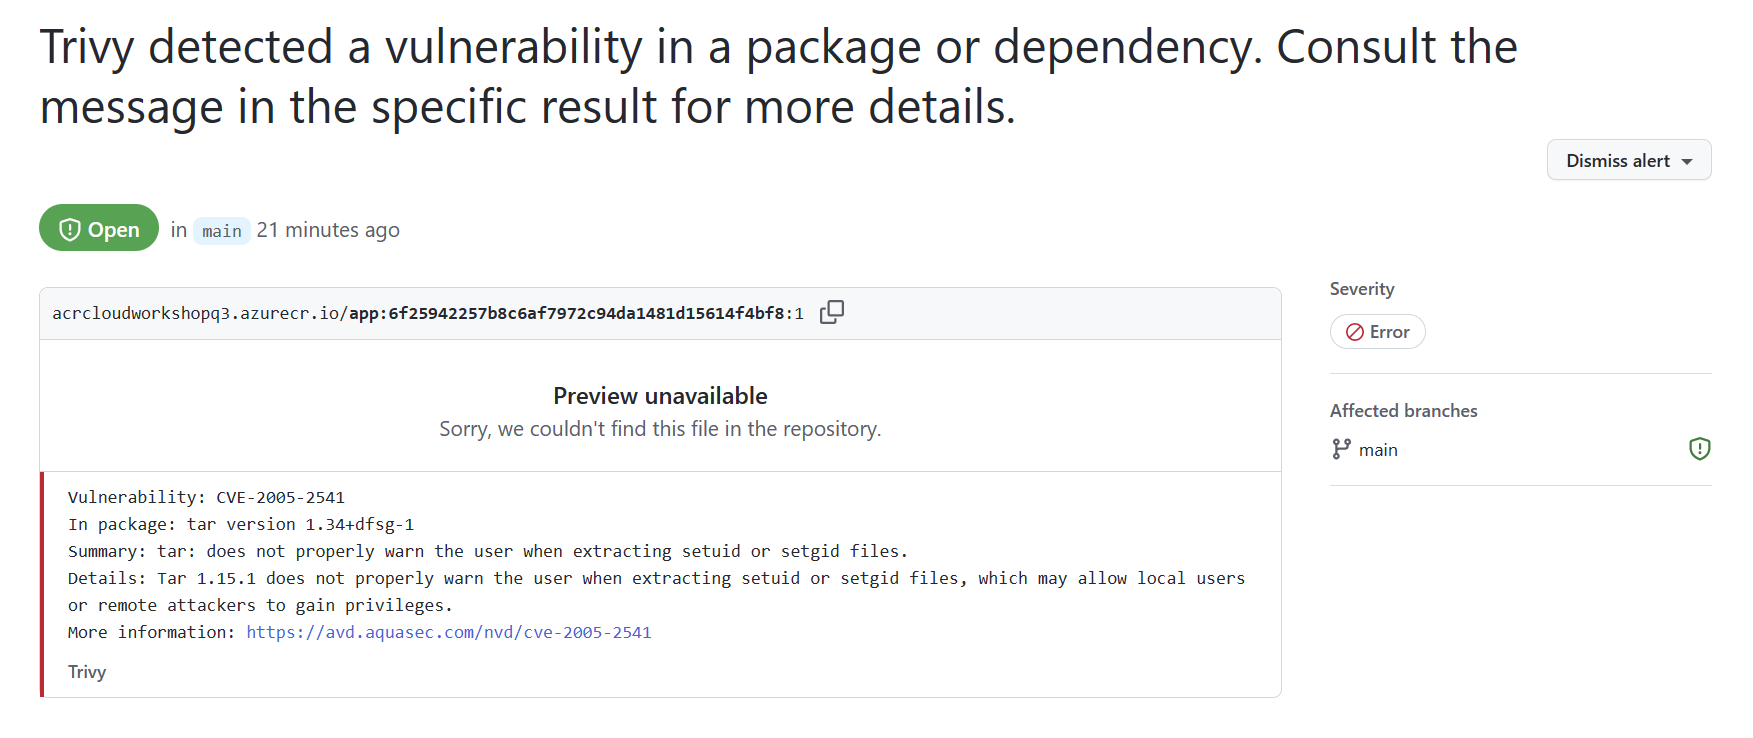 Trivy detected a vulnerability in a package or dependency. Consult the
message in the specific result for more details.
Dismiss alert
Open in main 21 minutes ago
acrcloudworkshopq3.azurecr.io/app:6f25942257b8c6af7972c94da1481d15614f4bf8:1
Preview unavailable
Sorry, we couldn't find this file in the repository.
Vulnerability: CVE-2005-2541
In package: tar version 1.34+dfsg-1
Summary: tar: does not properly warn the user when extracting setuid or setgid files.
Details: Tar 1.15.1 does not properly warn the user when extracting setuid or setgid files, which may allow local users
or remote attackers to gain privileges.
More information: https://avd.aquasec.com/nvd/cve-2005-2541
Trivy
Severity
Error
Affected branches
main